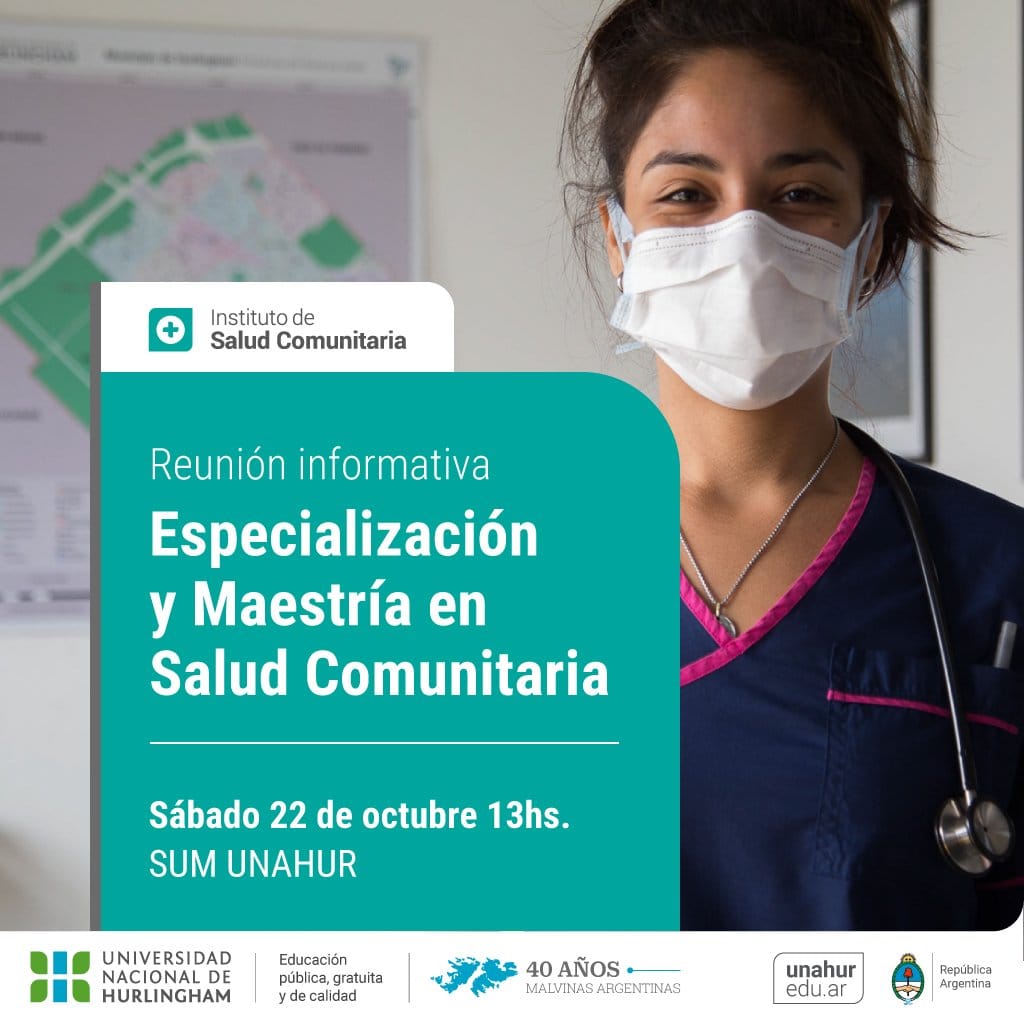 Instituto de
Salud Comunitaria
Reunión informativa
Especialización
y Maestría en
Salud Comunitaria
Sábado 22 de octubre 13hs.
SUM UNAHUR
UNIVERSIDAD
NACIONAL DE
HURLINGHAM
Educación
pública, gratuita
y de calidad
40 AÑOS
MALVINAS ARGENTINAS
unahur
edu.ar
República
Argentina